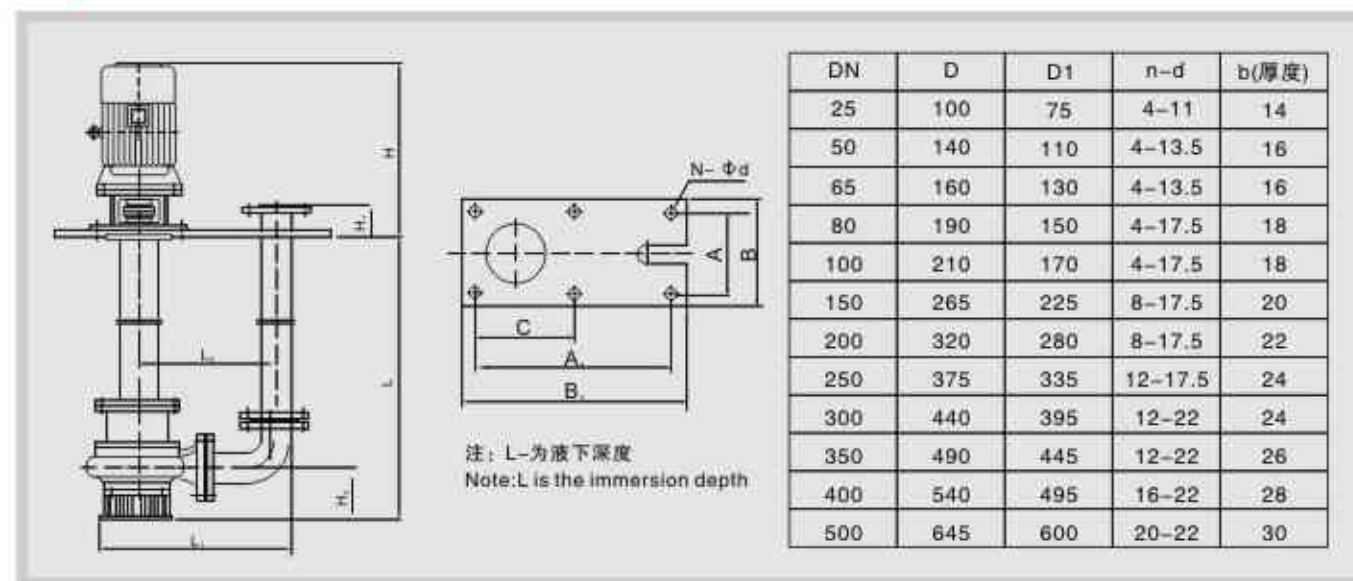 H
H₁
L₂
L
H₂
L₁
N- Φd
A
B
C
A₁
B₁
注：L-为液下深度
Note:L is the immersion depth
DN D D1 n-d b(厚度)
25 100 75 4-11 14
50 140 110 4-13.5 16
65 160 130 4-13.5 16
80 190 150 4-17.5 18
100 210 170 4-17.5 18
150 265 225 8-17.5 20
200 320 280 8-17.5 22
250 375 335 12-17.5 24
300 440 395 12-22 24
350 490 445 12-22 26
400 540 495 16-22 28
500 645 600 20-22 30